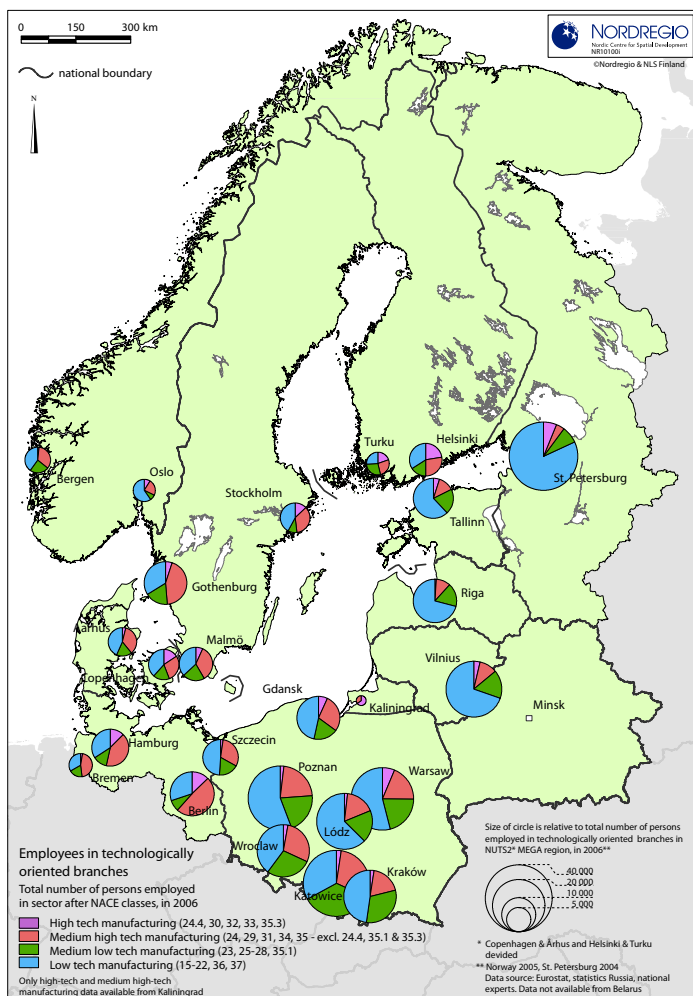 0 150 300 km
national boundary
N
NORDREGIO
Nordic Centre for Spatial Development
NR10100i
©Nordregio & NLS Finland
Turku
Helsinki
St. Petersburg
Bergen
Oslo
Stockholm
Tallinn
Gothenburg
Riga
Aarhus
Malmö
Copenhagen
Vilnius
Gdansk
Kaliningrad
Minsk
Hamburg
Szczecin
Bremen
Poznan
Warsaw
Berlin
Lódz
Wroclaw
Katowice
Kraków
Employees in technologically
oriented branches
Total number of persons employed
in sector after NACE classes, in 2006
High tech manufacturing (24.4, 30, 32, 33, 35.3)
Medium high tech manufacturing (24, 29, 31, 34, 35 - excl. 24.4, 35.1 & 35.3)
Medium low tech manufacturing (23, 25-28, 35.1)
Low tech manufacturing (15-22, 36, 37)
Only high-tech and medium high-tech
manufacturing data available from Kaliningrad
Size of circle is relative to total number of persons
employed in technologically oriented branches in
NUTS2* MEGA region, in 2006**
40 000
20 000
10 000
5 000
* Copenhagen & Århus and Helsinki & Turku
devided
** Norway 2005, St. Petersburg 2004
Data source: Eurostat, statistics Russia, national
experts. Data not available from Belarus